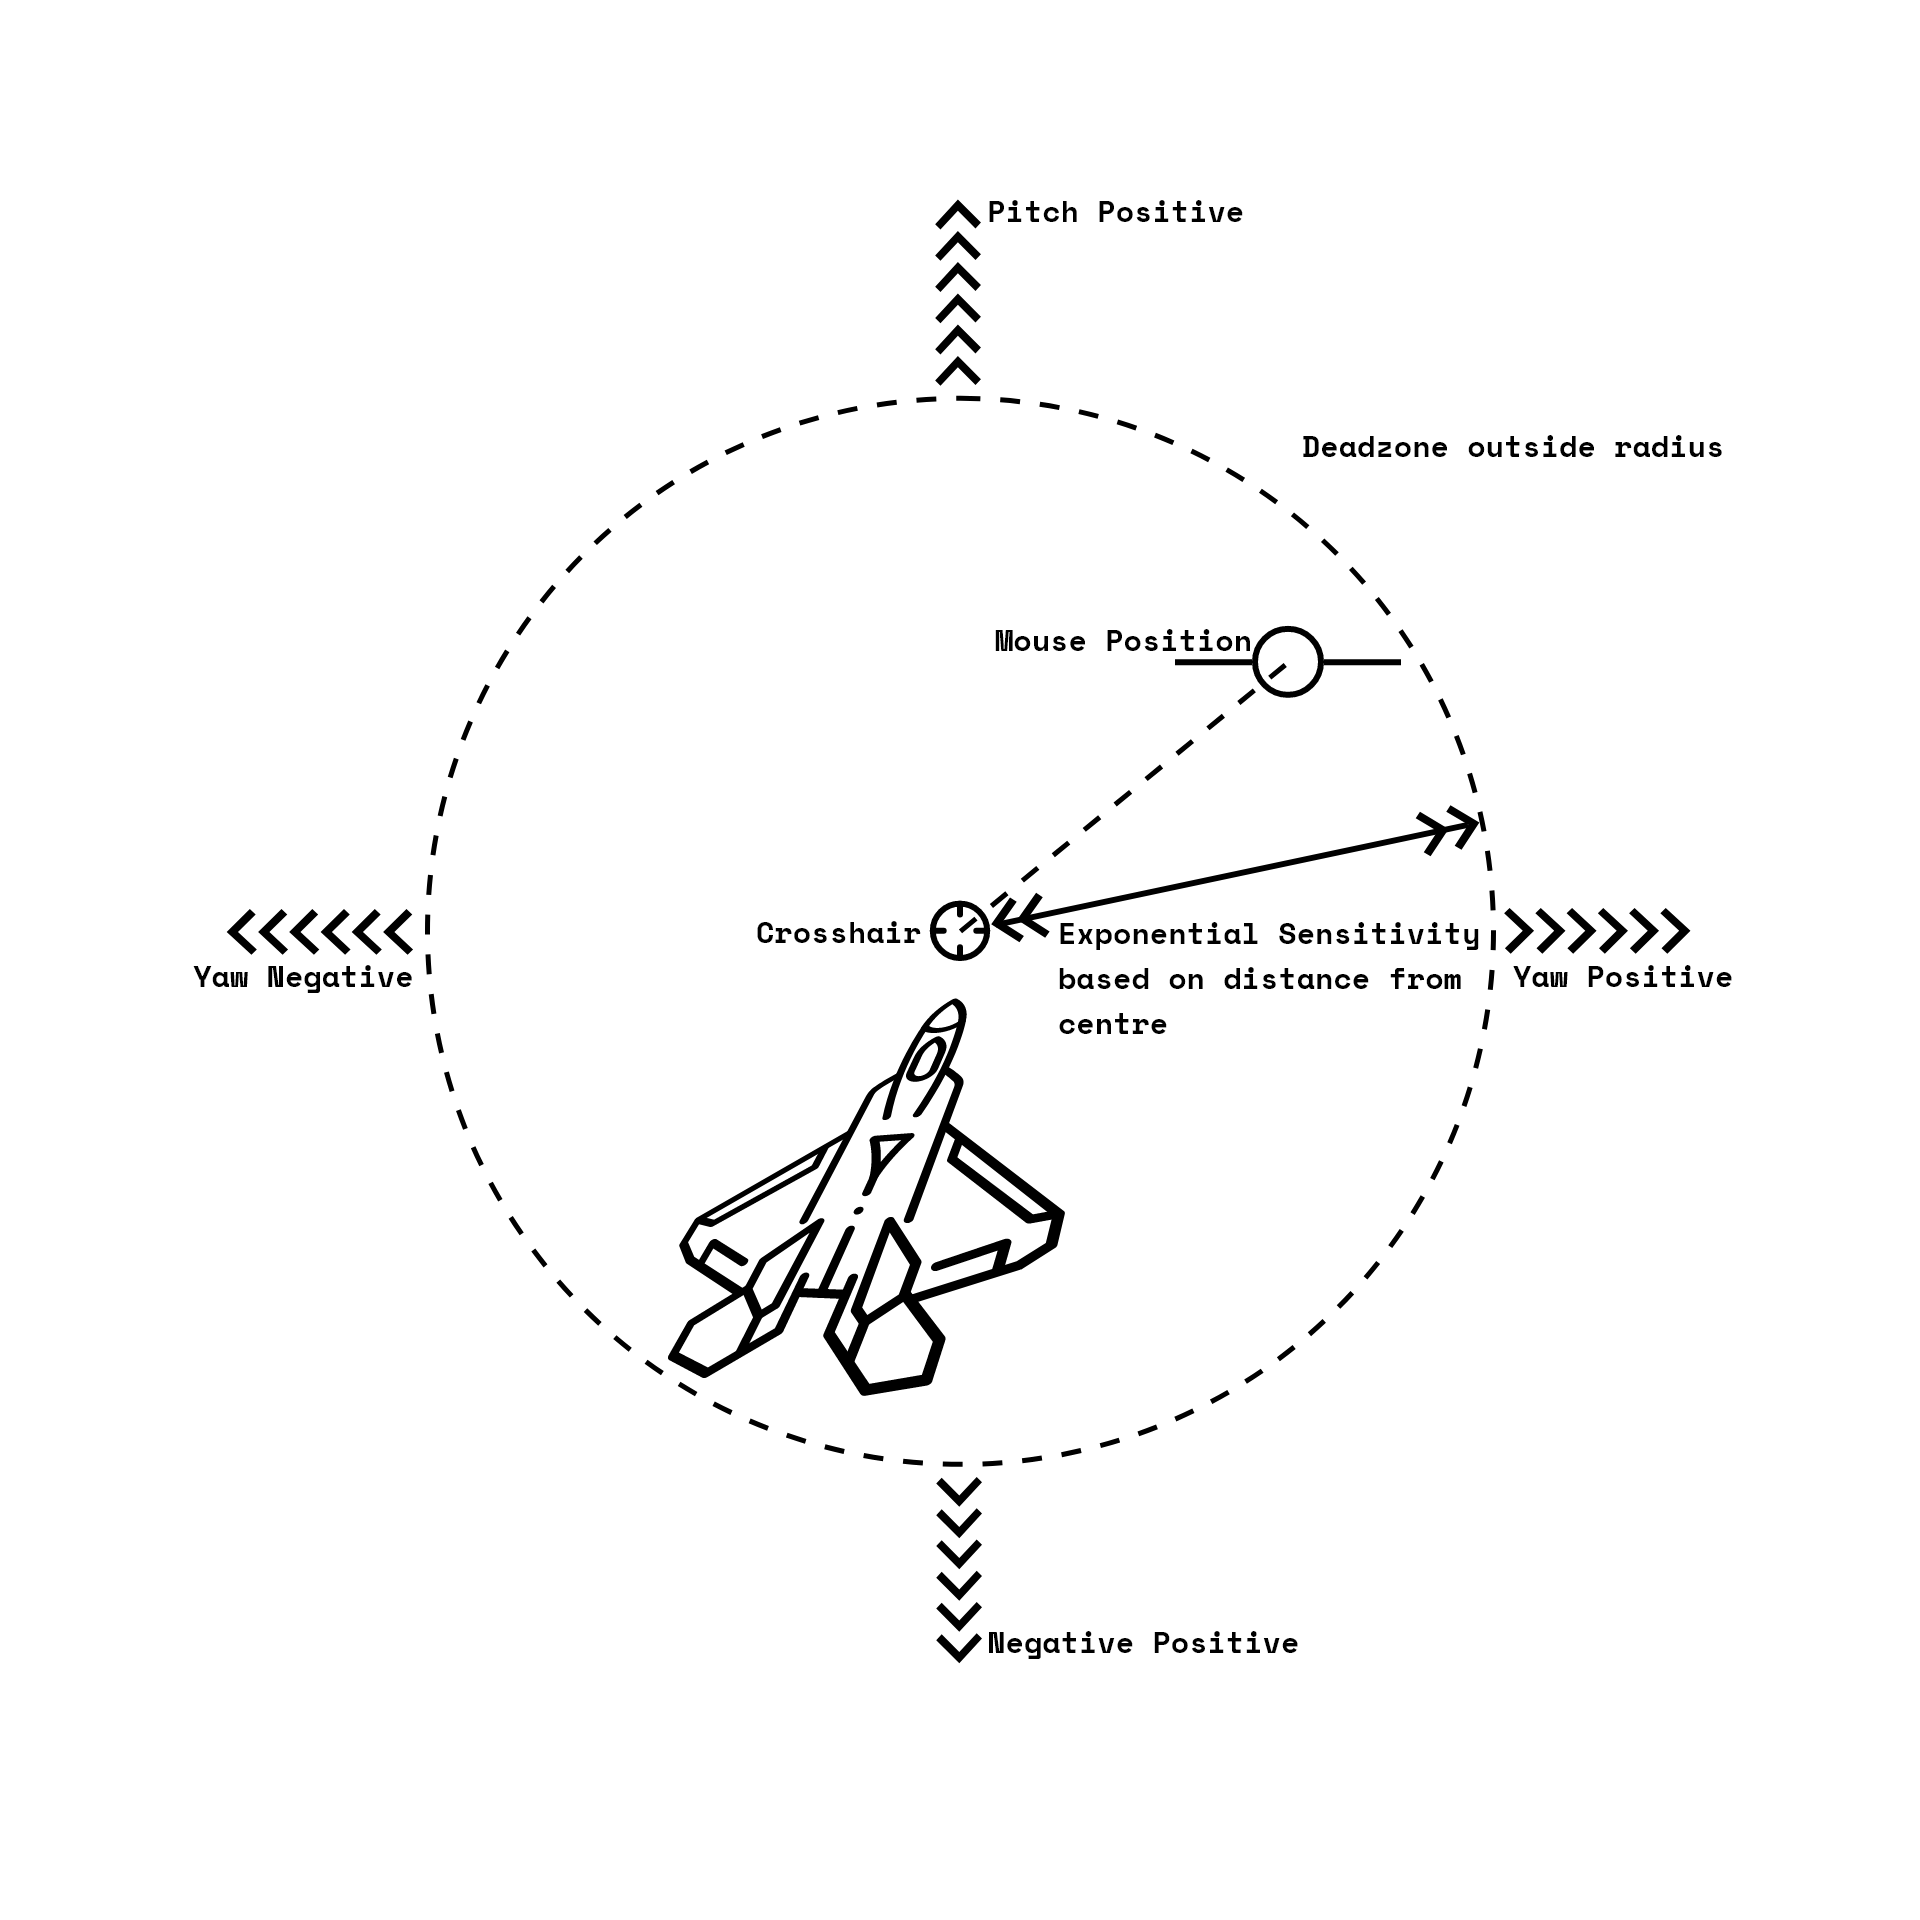 Pitch Positive
Deadzone outside radius
Mouse Position
Crosshair
Exponential Sensitivity
based on distance from
centre
Yaw Negative
Yaw Positive
Negative Positive